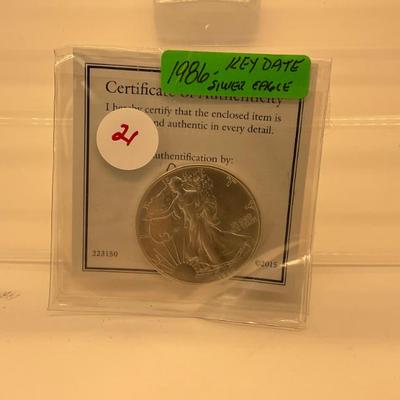 1986- KEY DATE
SILVER EAGLE
Certificate of Authenticity
I hereby certify that the enclosed item is
and authentic in every detail.
21
Authentification by:
223150
©2015